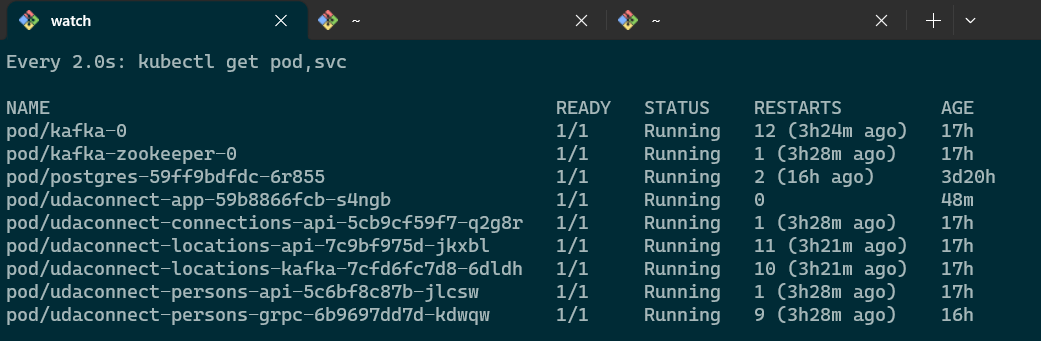 watch ~ ~
Every 2.0s: kubectl get pod,svc
NAME READY STATUS RESTARTS AGE
pod/kafka-0 1/1 Running 12 (3h24m ago) 17h
pod/kafka-zookeeper-0 1/1 Running 1 (3h28m ago) 17h
pod/postgres-59ff9bdfdc-6r855 1/1 Running 2 (16h ago) 3d20h
pod/udaconnect-app-59b8866fcb-s4ngb 1/1 Running 0 48m
pod/udaconnect-connections-api-5cb9cf59f7-q2g8r 1/1 Running 1 (3h28m ago) 17h
pod/udaconnect-locations-api-7c9bf975d-jkxbl 1/1 Running 11 (3h21m ago) 17h
pod/udaconnect-locations-kafka-7cfd6fc7d8-6dldh 1/1 Running 10 (3h21m ago) 17h
pod/udaconnect-persons-api-5c6bf8c87b-jlcsw 1/1 Running 1 (3h28m ago) 17h
pod/udaconnect-persons-grpc-6b9697dd7d-kdwqw 1/1 Running 9 (3h28m ago) 16h